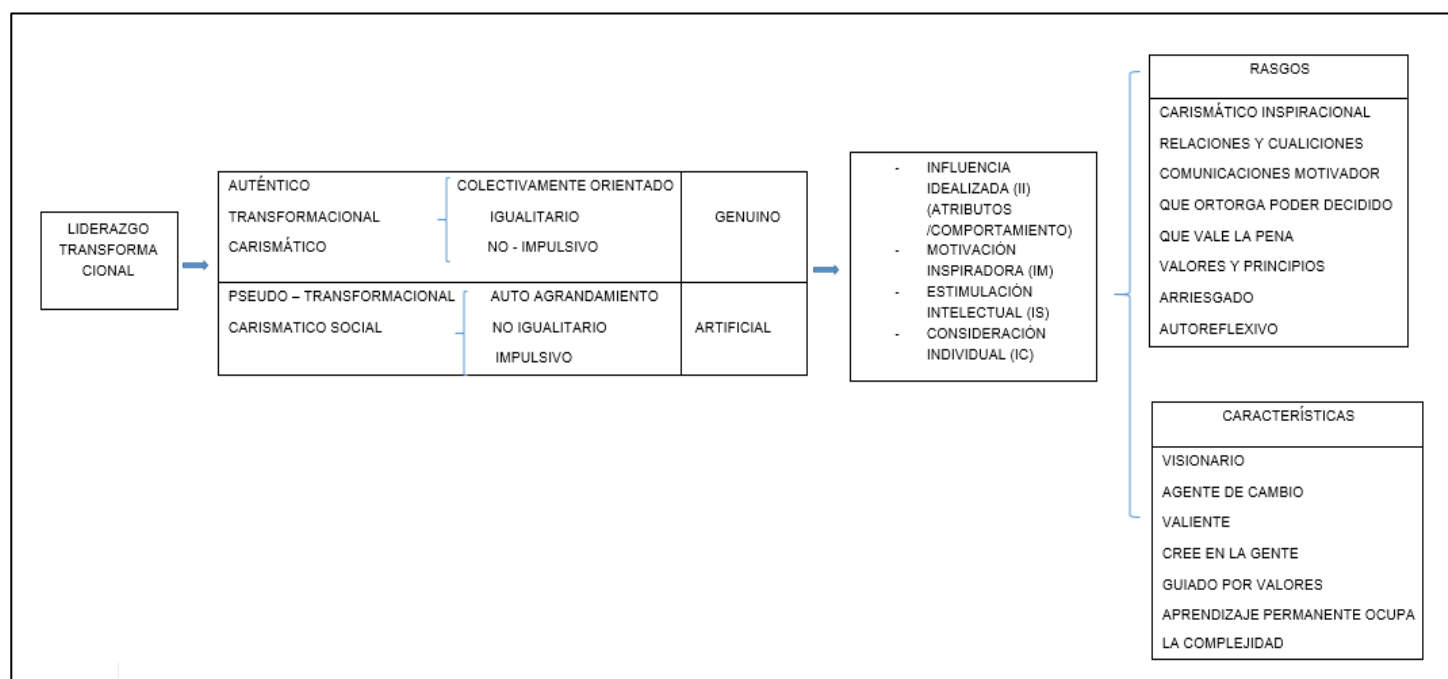 LIDERAZGO
TRANSFORMA
CIONAL
AUTÉNTICO
TRANSFORMACIONAL
CARISMÁTICO
COLECTIVAMENTE ORIENTADO
IGUALITARIO
NO - IMPULSIVO
GENUINO
PSEUDO – TRANSFORMACIONAL
CARISMATICO SOCIAL
AUTO AGRANDAMIENTO
NO IGUALITARIO
IMPULSIVO
ARTIFICIAL
- INFLUENCIA
IDEALIZADA (II)
(ATRIBUTOS
/COMPORTAMIENTO)
- MOTIVACIÓN
INSPIRADORA (IM)
- ESTIMULACIÓN
INTELECTUAL (IS)
- CONSIDERACIÓN
INDIVIDUAL (IC)
RASGOS
CARISMÁTICO INSPIRACIONAL
RELACIONES Y CUALICIONES
COMUNICACIONES MOTIVADOR
QUE ORTORGA PODER DECIDIDO
QUE VALE LA PENA
VALORES Y PRINCIPIOS
ARRIESGADO
AUTOREFLEXIVO
CARACTERÍSTICAS
VISIONARIO
AGENTE DE CAMBIO
VALIENTE
CREE EN LA GENTE
GUIADO POR VALORES
APRENDIZAJE PERMANENTE OCUPA
LA COMPLEJIDAD